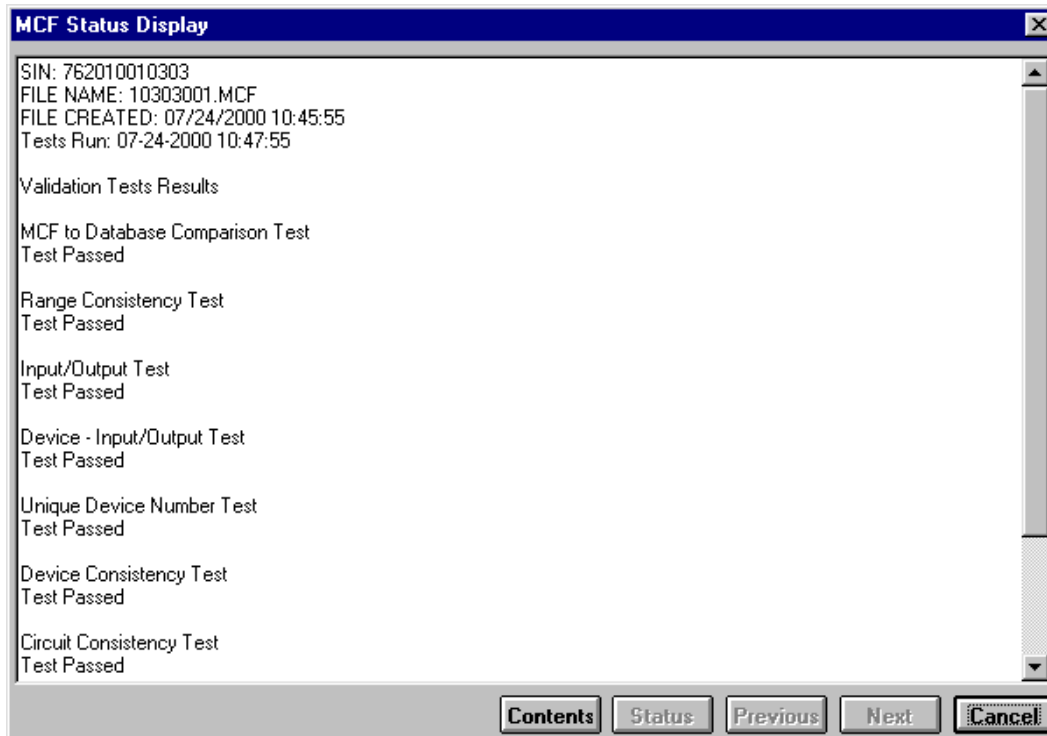 MCF Status Display
SIN: 762010010303
FILE NAME: 10303001.MCF
FILE CREATED: 07/24/2000 10:45:55
Tests Run: 07-24-2000 10:47:55
Validation Tests Results
MCF to Database Comparison Test
Test Passed
Range Consistency Test
Test Passed
Input/Output Test
Test Passed
Device - Input/Output Test
Test Passed
Unique Device Number Test
Test Passed
Device Consistency Test
Test Passed
Circuit Consistency Test
Test Passed
Contents Status Previous Next Cancel